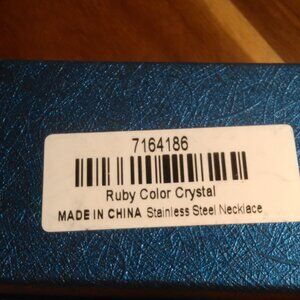 7164186
Ruby Color Crystal
MADE IN CHINA Stainless Steel Necklace